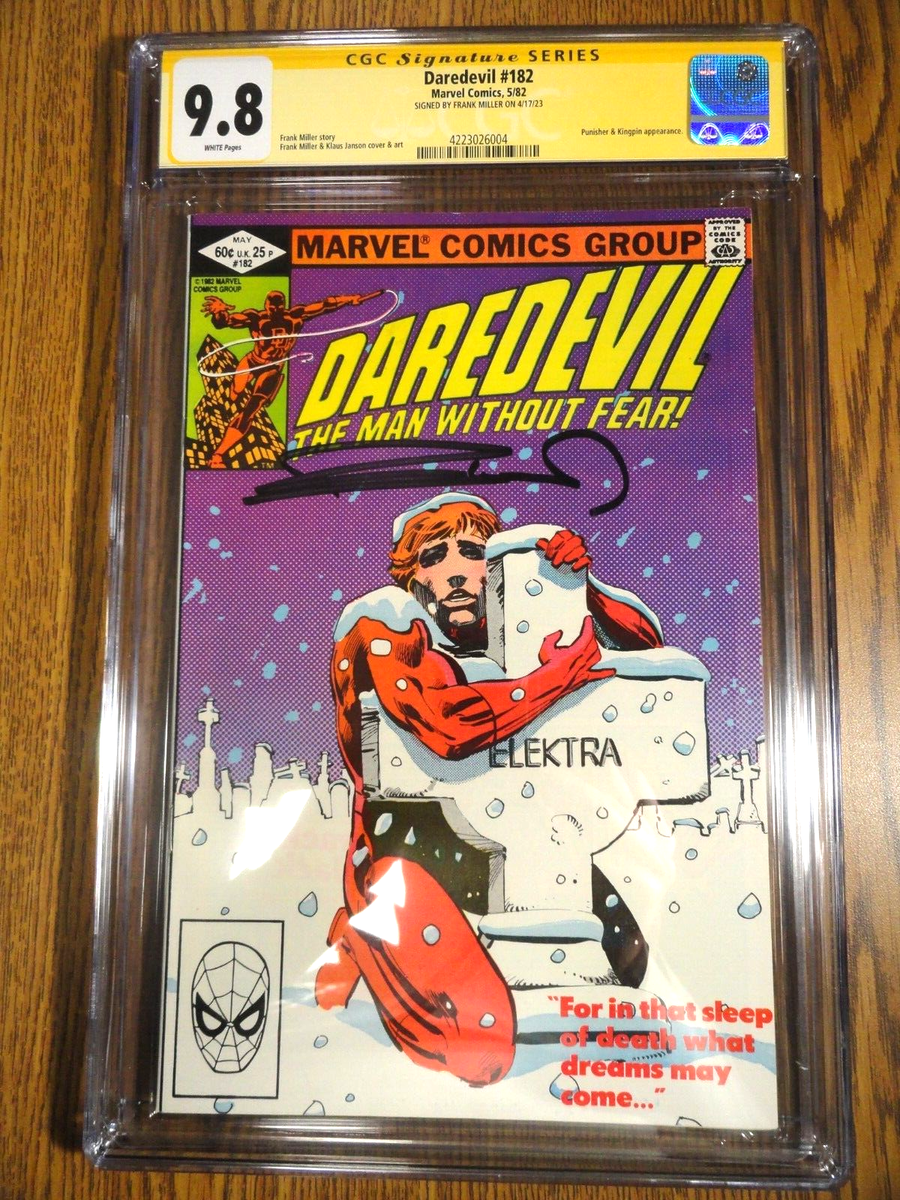 CGC Signature SERIES
9.8
WHITE Pages
Daredevil #182
Marvel Comics, 5/82
SIGNED BY FRANK MILLER ON 4/17/23
Frank Miller story
Frank Miller & Klaus Janson cover & art
4223026004
Punisher & Kingpin appearance.
MAY
60¢ U.K. 25 P
#182
MARVEL® COMICS GROUP
APPROVED
BY THE
COMICS
CODE
CA
AUTHORITY
©1982 MARVEL
COMICS GROUP
DAREDEVIL
THE MAN WITHOUT FEAR!
TM
ELEKTRA
"For in that sleep
of death what
dreams may
come..."